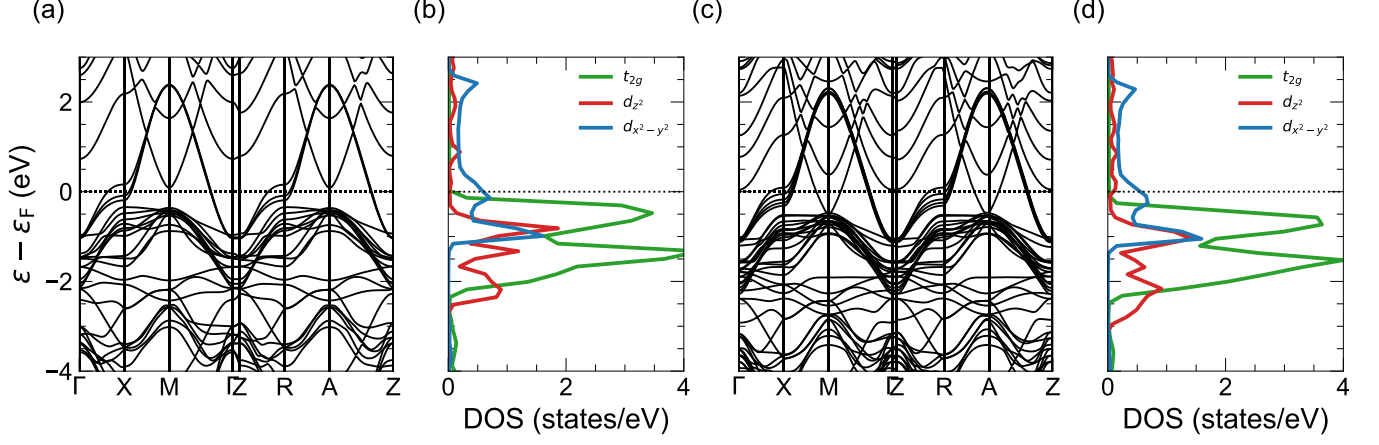 (a) (b) (c) (d)
ε − εF (eV)
2
0
−2
−4
Γ X M Γ Z R A Z
t2g
dz2
dx2−y2
0 2 4
DOS (states/eV)
Γ X M Γ Z R A Z
t2g
dz2
dx2−y2
0 2 4
DOS (states/eV)